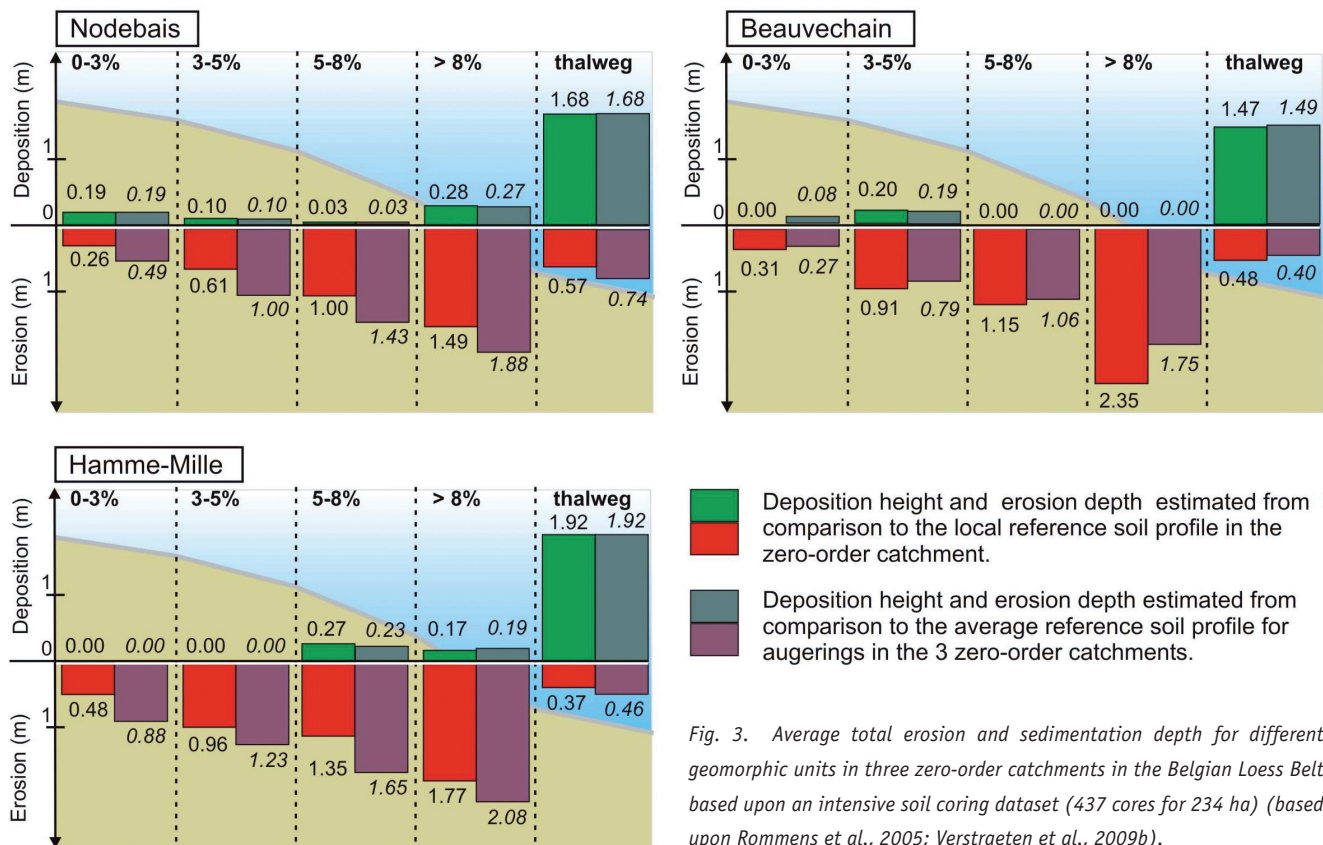 Nodebais
0-3% 3-5% 5-8% > 8% thalweg
Deposition (m)
1
0
0.19 0.19 0.10 0.10 0.03 0.03 0.28 0.27 1.68 1.68
Erosion (m)
1
0.26 0.49 0.61 1.00 1.00 1.43 1.49 1.88 0.57 0.74
Beauvechain
0-3% 3-5% 5-8% > 8% thalweg
Deposition (m)
1
0
0.00 0.08 0.20 0.19 0.00 0.00 0.00 0.00 1.47 1.49
Erosion (m)
1
0.31 0.27 0.91 0.79 1.15 1.06 2.35 1.75 0.48 0.40
Hamme-Mille
0-3% 3-5% 5-8% > 8% thalweg
Deposition (m)
1
0
0.00 0.00 0.00 0.00 0.27 0.23 0.17 0.19 1.92 1.92
Erosion (m)
1
0.48 0.88 0.96 1.23 1.35 1.65 1.77 2.08 0.37 0.46
Deposition height and erosion depth estimated from
comparison to the local reference soil profile in the
zero-order catchment.
Deposition height and erosion depth estimated from
comparison to the average reference soil profile for
augerings in the 3 zero-order catchments.
Fig. 3. Average total erosion and sedimentation depth for different
geomorphic units in three zero-order catchments in the Belgian Loess Belt
based upon an intensive soil coring dataset (437 cores for 234 ha) (based
upon Rommens et al., 2005; Verstraeten et al., 2009b).